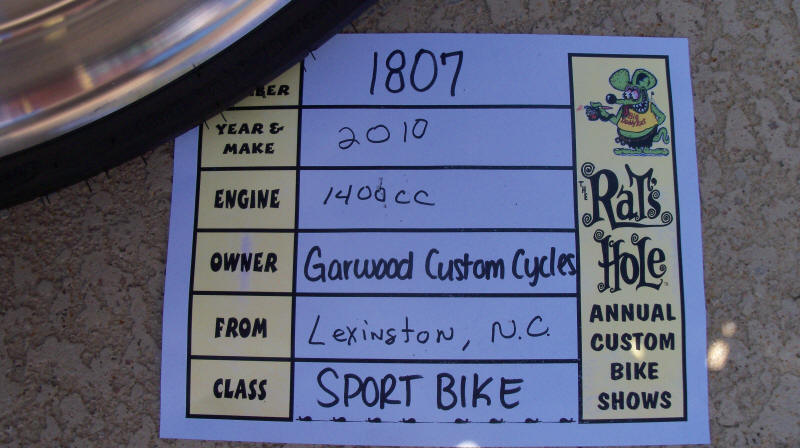 1807
YEAR &
MAKE
2010
ENGINE
1400cc
OWNER
Garwood Custom Cycles
FROM
Lexinston, N.C.
CLASS
SPORT BIKE
THE
RAT'S
HOLE
ANNUAL
CUSTOM
BIKE
SHOWS